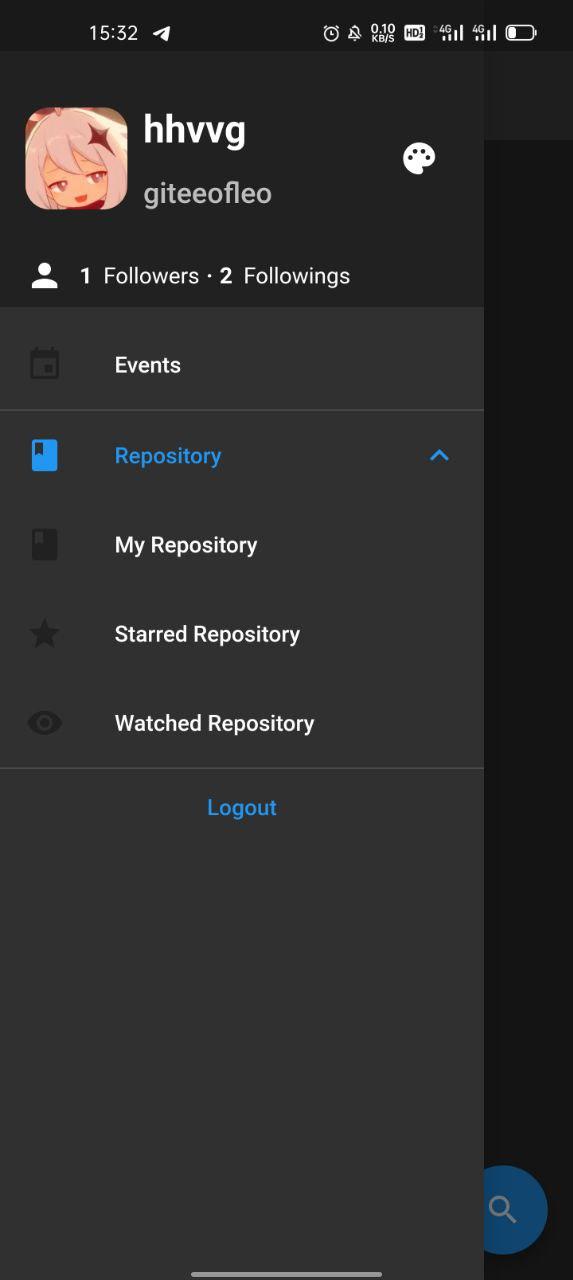 15:32 0.10 KB/S HD 4G 4G
hhvvg
giteeofleo
1 Followers · 2 Followings
Events
Repository
My Repository
Starred Repository
Watched Repository
Logout